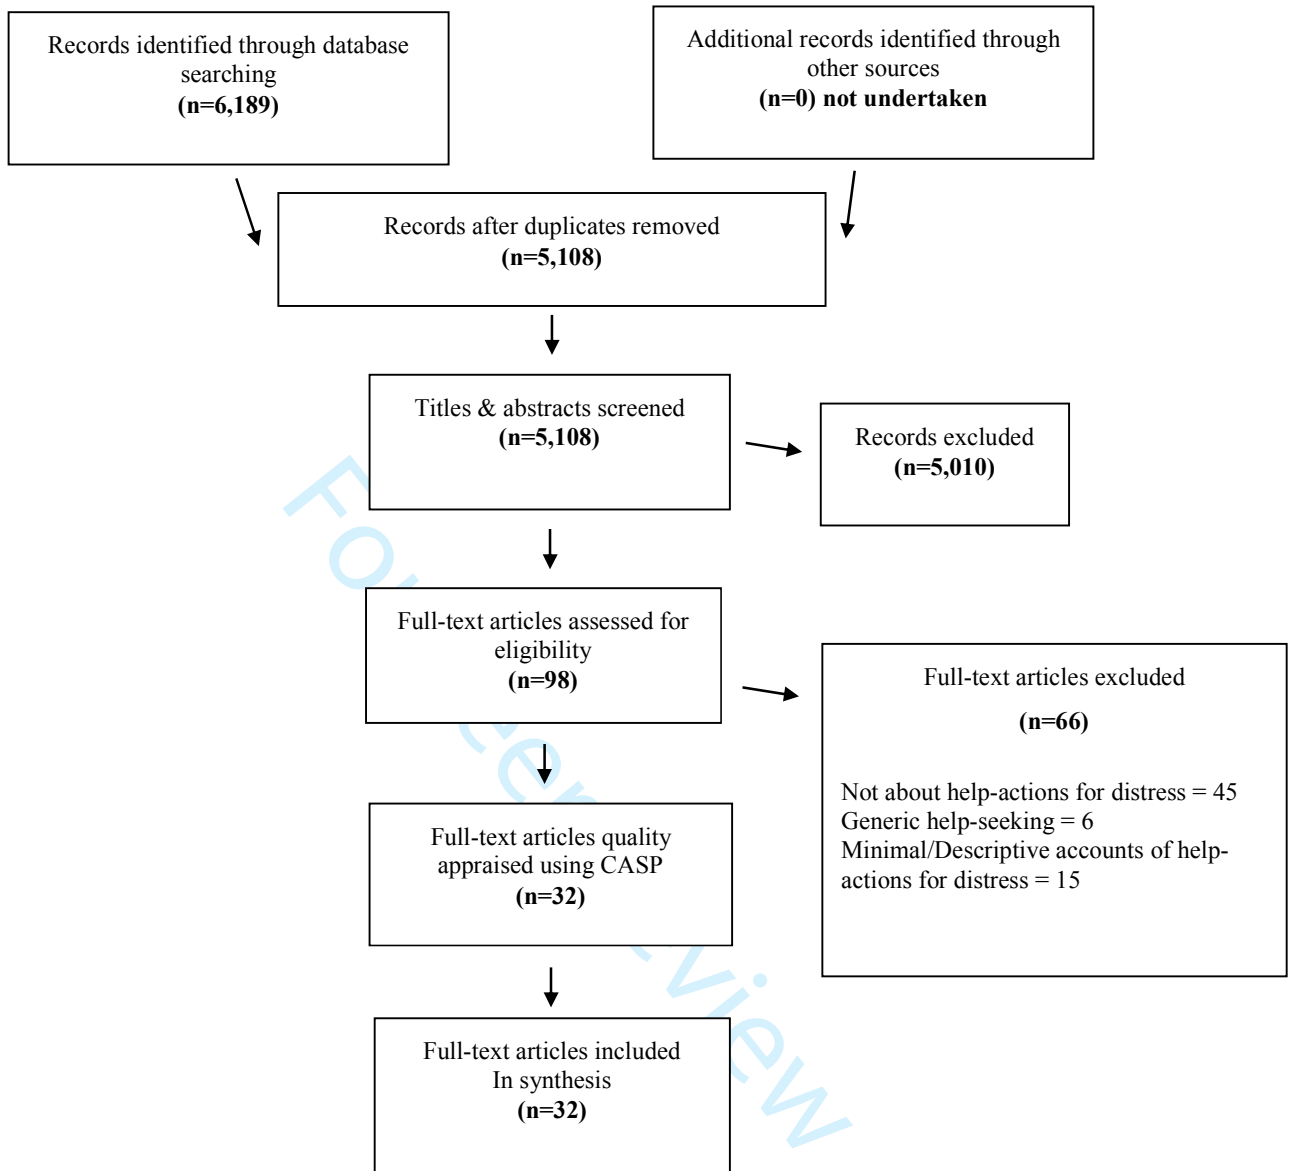 Records identified through database
searching
(n=6,189)
Additional records identified through
other sources
(n=0) not undertaken
Records after duplicates removed
(n=5,108)
Titles & abstracts screened
(n=5,108)
Records excluded
(n=5,010)
Full-text articles assessed for
eligibility
(n=98)
Full-text articles excluded
(n=66)
Not about help-actions for distress = 45
Generic help-seeking = 6
Minimal/Descriptive accounts of help-
actions for distress = 15
Full-text articles quality
appraised using CASP
(n=32)
Full-text articles included
In synthesis
(n=32)
For Peer Review